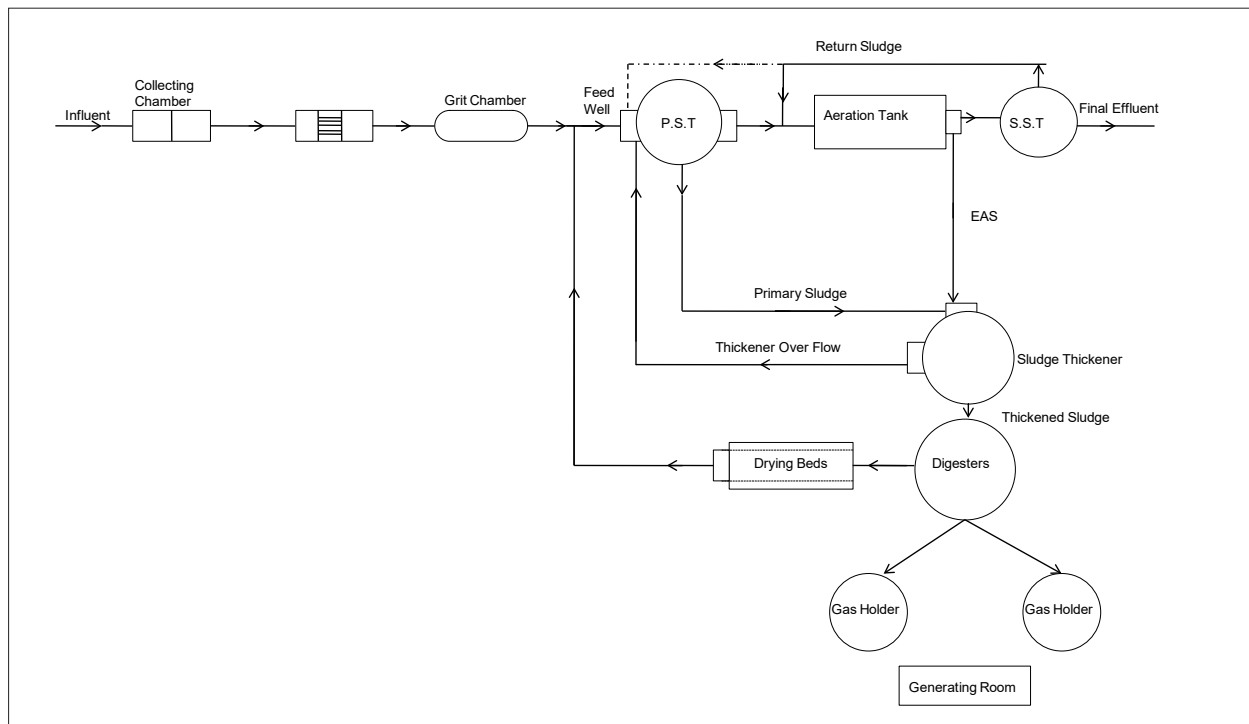 Return Sludge
Collecting
Chamber
Influent
Grit Chamber
Feed
Well
P.S.T
Aeration Tank
S.S.T
Final Effluent
EAS
Primary Sludge
Thickener Over Flow
Sludge Thickener
Thickened Sludge
Drying Beds
Digesters
Gas Holder
Gas Holder
Generating Room